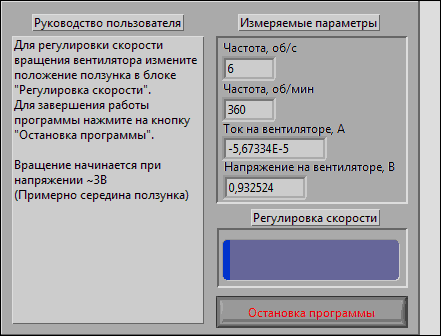 Руководство пользователя
Для регулировки скорости
вращения вентилятора измените
положение ползунка в блоке
"Регулировка скорости".
Для завершения работы
программы нажмите на кнопку
"Остановка программы".
Вращение начинается при
напряжении ~3В
(Примерно середина ползунка)
Измеряемые параметры
Частота, об/с
6
Частота, об/мин
360
Ток на вентиляторе, А
-5,67334E-5
Напряжение на вентиляторе, В
0,932524
Регулировка скорости
Остановка программы